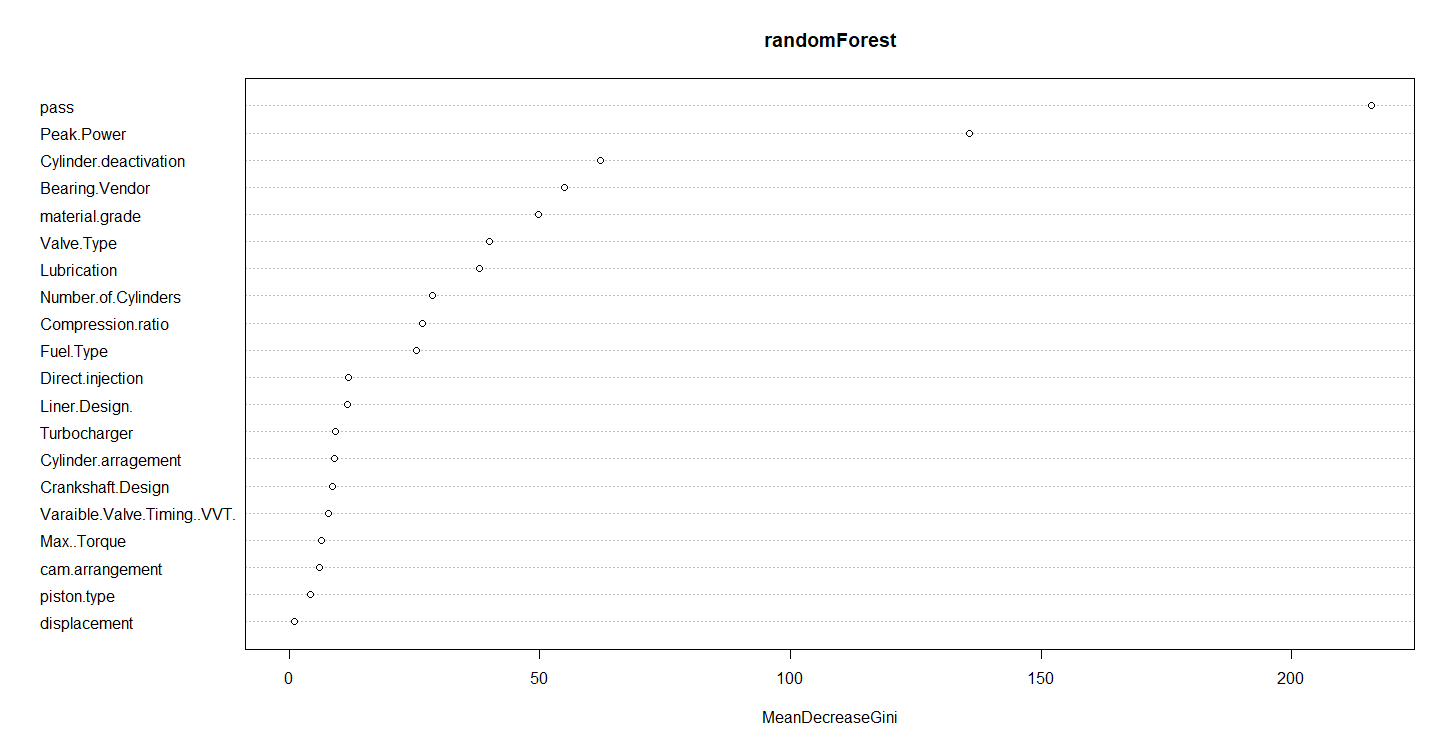 randomForest
pass
Peak.Power
Cylinder.deactivation
Bearing.Vendor
material.grade
Valve.Type
Lubrication
Number.of.Cylinders
Compression.ratio
Fuel.Type
Direct.injection
Liner.Design.
Turbocharger
Cylinder.arragement
Crankshaft.Design
Varaible.Valve.Timing..VVT.
Max..Torque
cam.arrangement
piston.type
displacement
0 50 100 150 200
MeanDecreaseGini